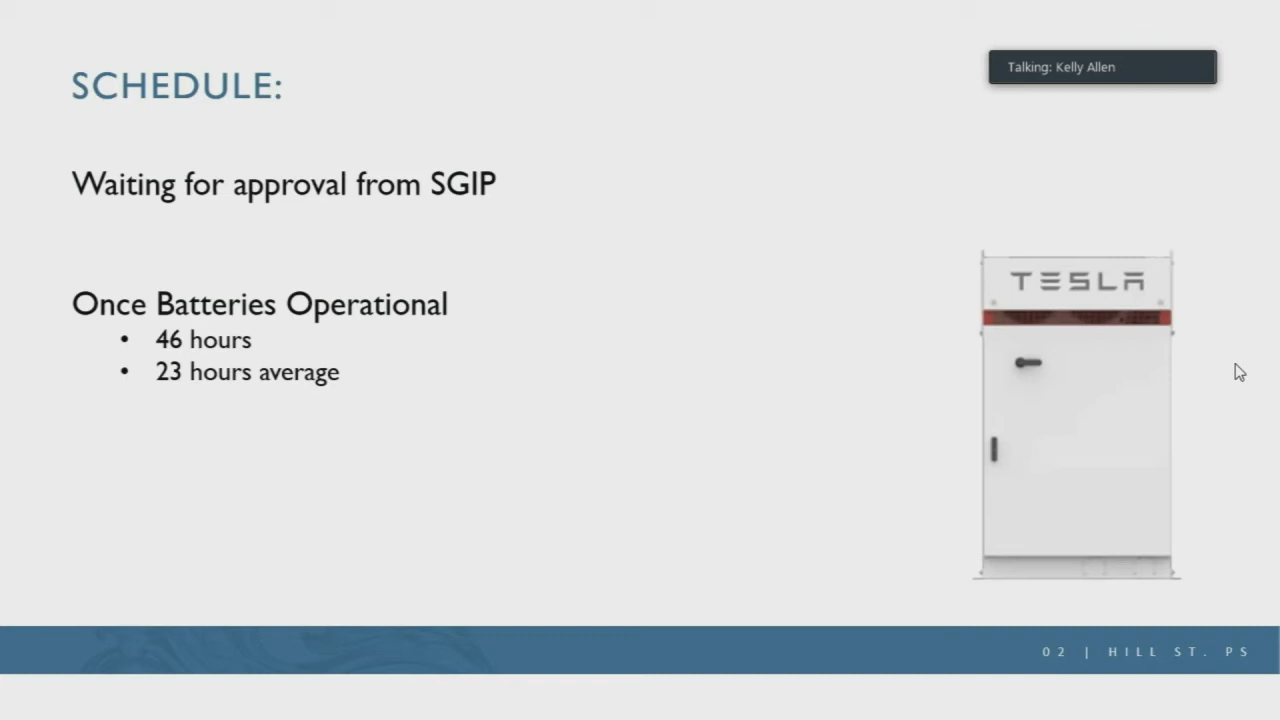 SCHEDULE:
Talking: Kelly Allen
Waiting for approval from SGIP
Once Batteries Operational
• 46 hours
• 23 hours average
TESLA
02 | HILL ST. PS